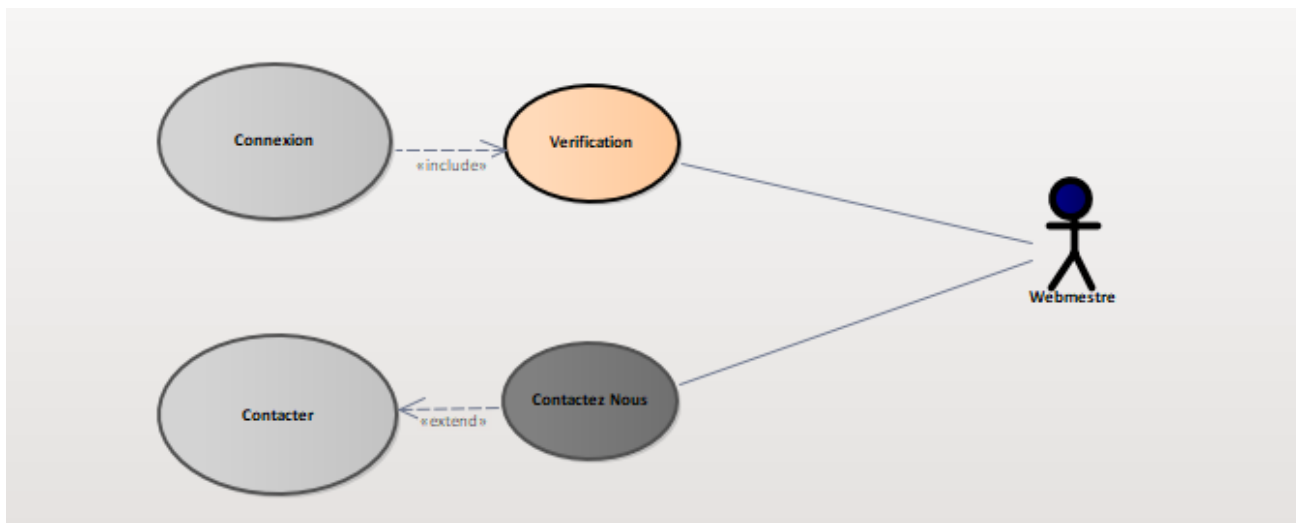 Connexion
«include»
Verification
Webmestre
Contacter
«extend»
Contactez Nous